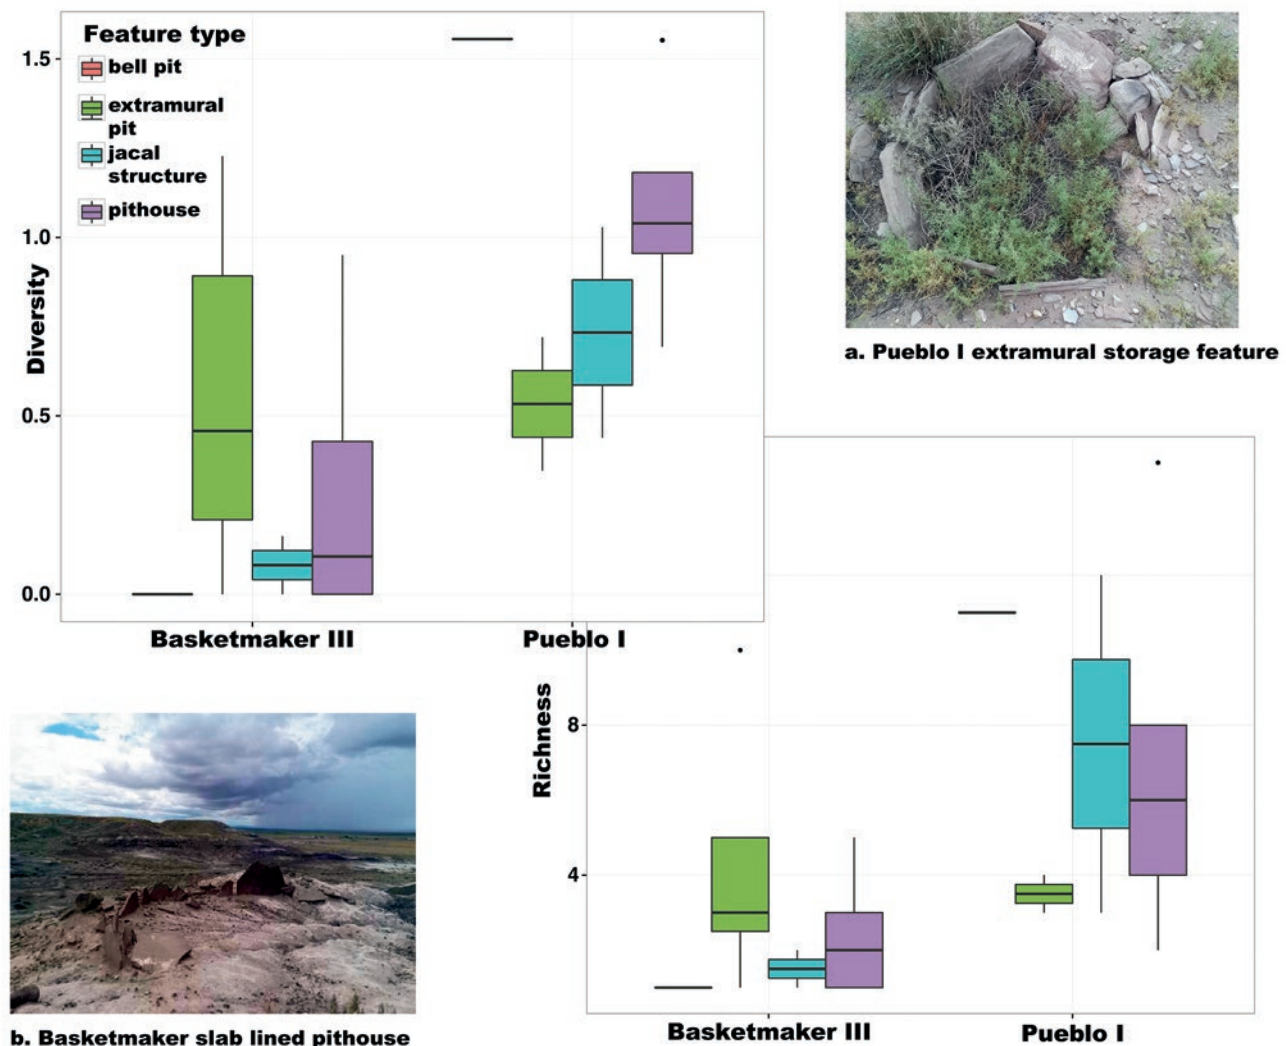 Feature type
bell pit
extramural
pit
jacal
structure
pithouse
1.5
1.0
0.5
0.0
Diversity
Basketmaker III
Pueblo I
a. Pueblo I extramural storage feature
Richness
8
4
Basketmaker III
Pueblo I
b. Basketmaker slab lined pithouse